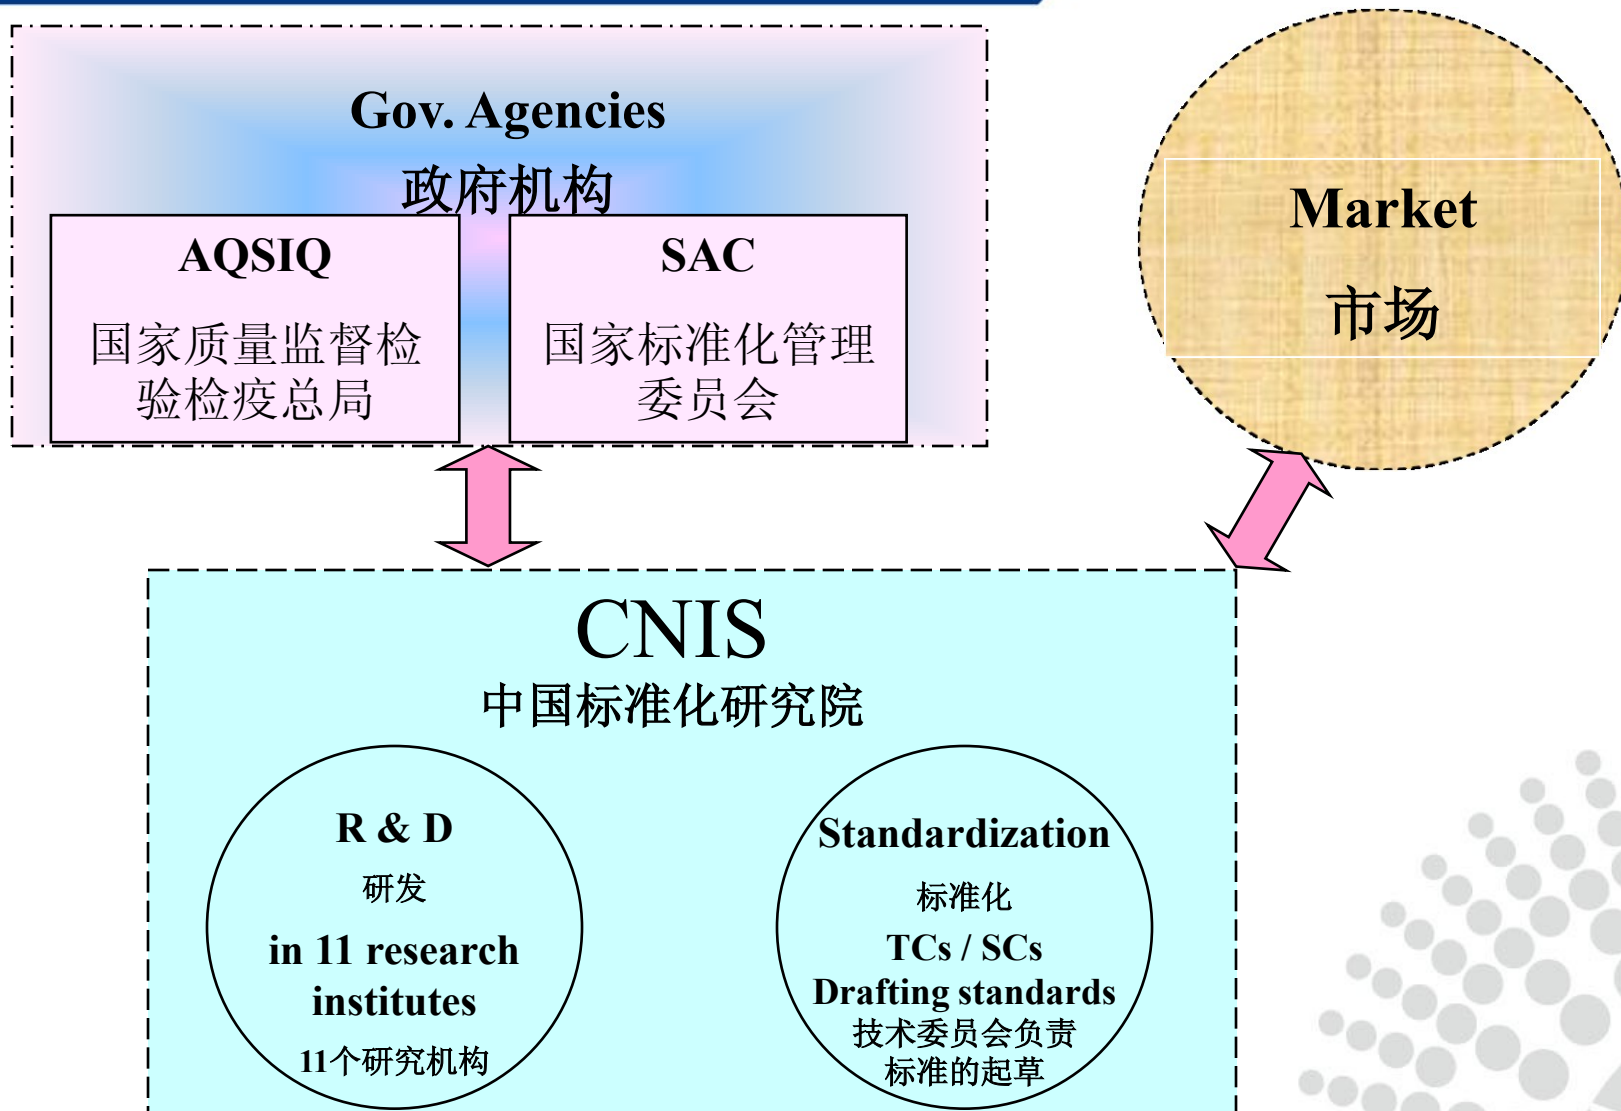 Gov. Agencies
政府机构
AQSIQ
国家质量监督检
验检疫总局
SAC
国家标准化管理
委员会
Market
市场
CNIS
中国标准化研究院
R & D
研发
in 11 research
institutes
11个研究机构
Standardization
标准化
TCs / SCs
Drafting standards
技术委员会负责
标准的起草